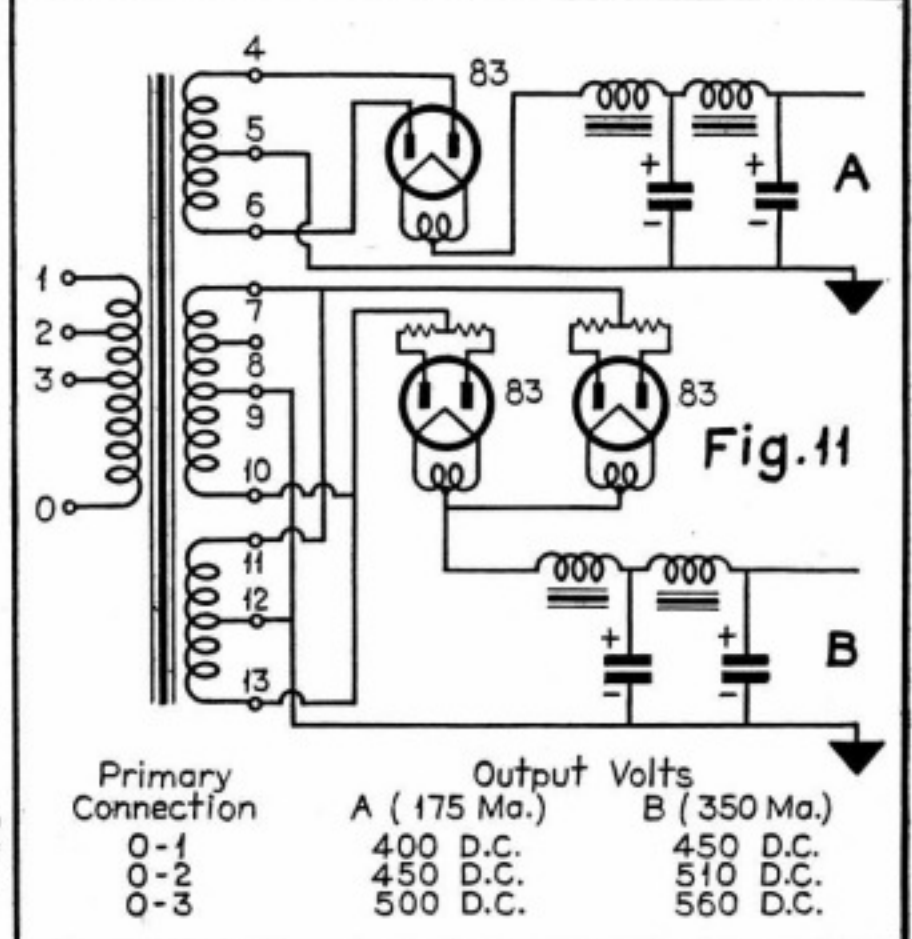 4
83
5
+
+
A
6
-
-
1
7
2
8
3
83
83
9
Fig.11
10
0
11
12
+
+
B
13
-
-
Primary
Connection
Output Volts
A (175 Ma.)
B (350 Ma.)
0-1
400 D.C.
450 D.C.
0-2
450 D.C.
510 D.C.
0-3
500 D.C.
560 D.C.